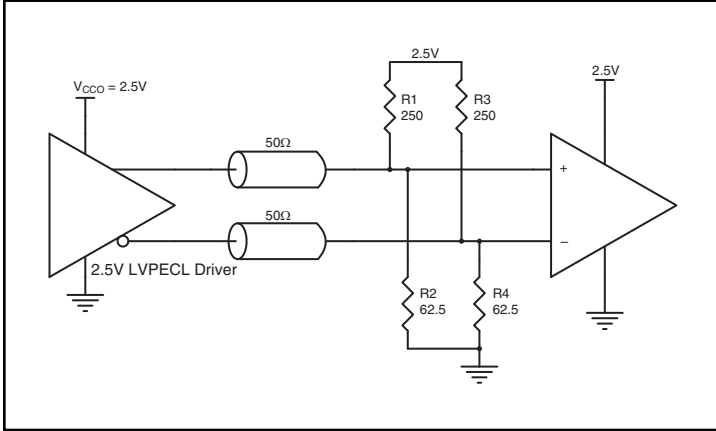 2.5V
V_CCO = 2.5V
2.5V
R1
250
R3
250
50Ω
+
50Ω
−
2.5V LVPECL Driver
R2
62.5
R4
62.5